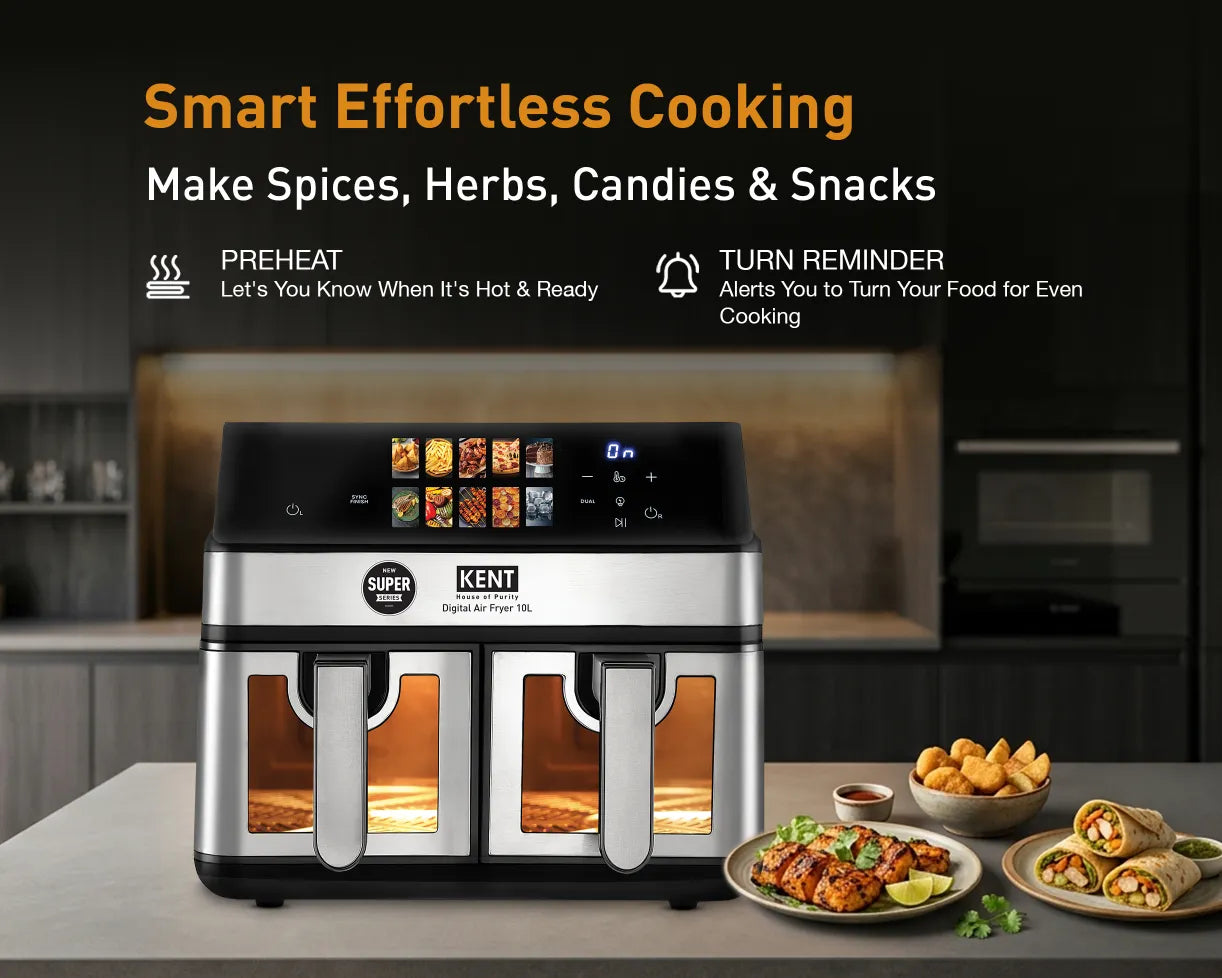 Smart Effortless Cooking
Make Spices, Herbs, Candies & Snacks
PREHEAT
Let's You Know When It's Hot & Ready
TURN REMINDER
Alerts You to Turn Your Food for Even
Cooking
On
SYNC
FINISH
DUAL
L
R
NEW
SUPER
SERIES
KENT
House of Purity
Digital Air Fryer 10L